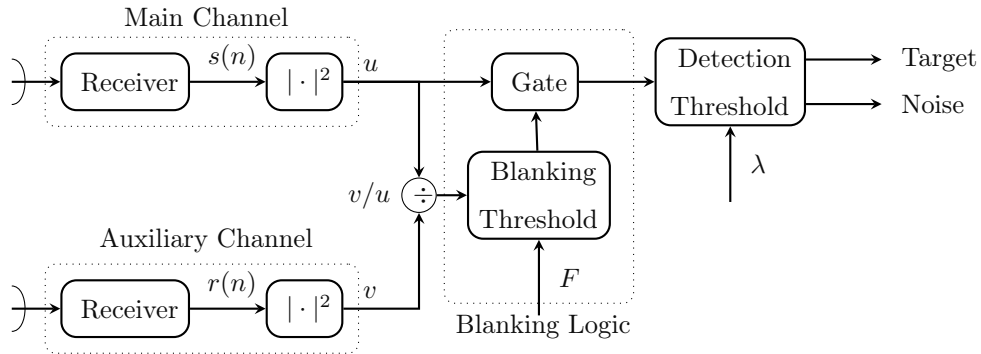 Main Channel
Receiver
s(n)
| · |²
u
Gate
Detection
Threshold
Target
Noise
λ
Blanking
Threshold
v/u
÷
F
Blanking Logic
Auxiliary Channel
Receiver
r(n)
| · |²
v